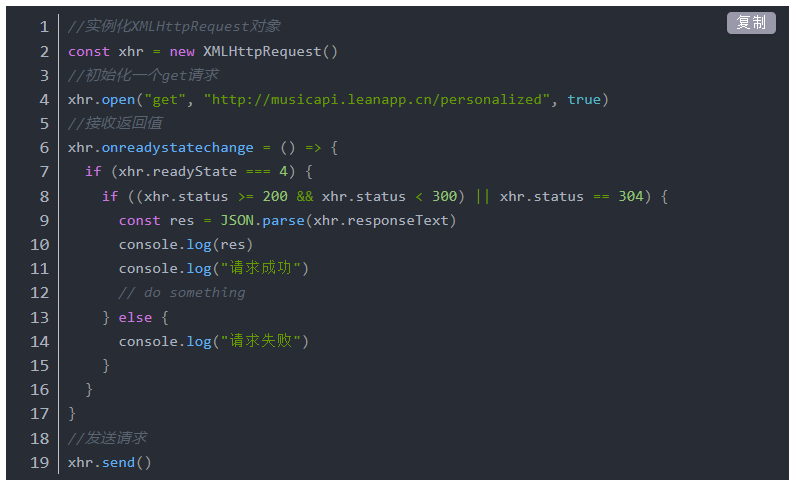 复制
1 //实例化XMLHttpRequest对象
2 const xhr = new XMLHttpRequest()
3 //初始化一个get请求
4 xhr.open("get", "http://musicapi.leanapp.cn/personalized", true)
5 //接收返回值
6 xhr.onreadystatechange = () => {
7   if (xhr.readyState === 4) {
8     if ((xhr.status >= 200 && xhr.status < 300) || xhr.status == 304) {
9       const res = JSON.parse(xhr.responseText)
10       console.log(res)
11       console.log("请求成功")
12       // do something
13     } else {
14       console.log("请求失败")
15     }
16   }
17 }
18 //发送请求
19 xhr.send()